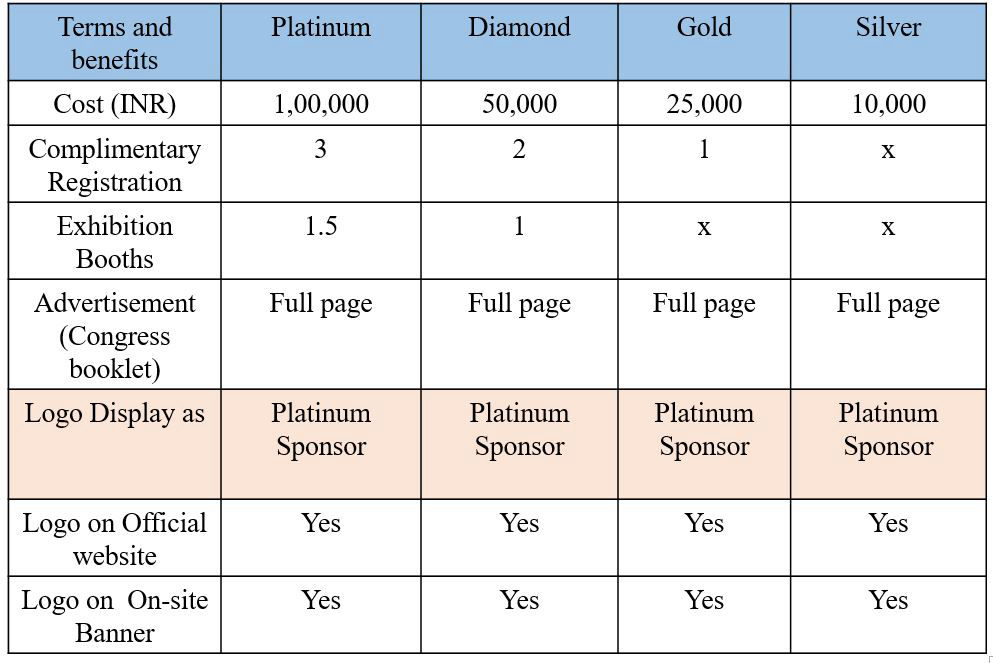 Terms and benefits Platinum Diamond Gold Silver
Cost (INR) 1,00,000 50,000 25,000 10,000
Complimentary Registration 3 2 1 x
Exhibition Booths 1.5 1 x x
Advertisement (Congress booklet) Full page Full page Full page Full page
Logo Display as Platinum Sponsor Platinum Sponsor Platinum Sponsor Platinum Sponsor
Logo on Official website Yes Yes Yes Yes
Logo on On-site Banner Yes Yes Yes Yes